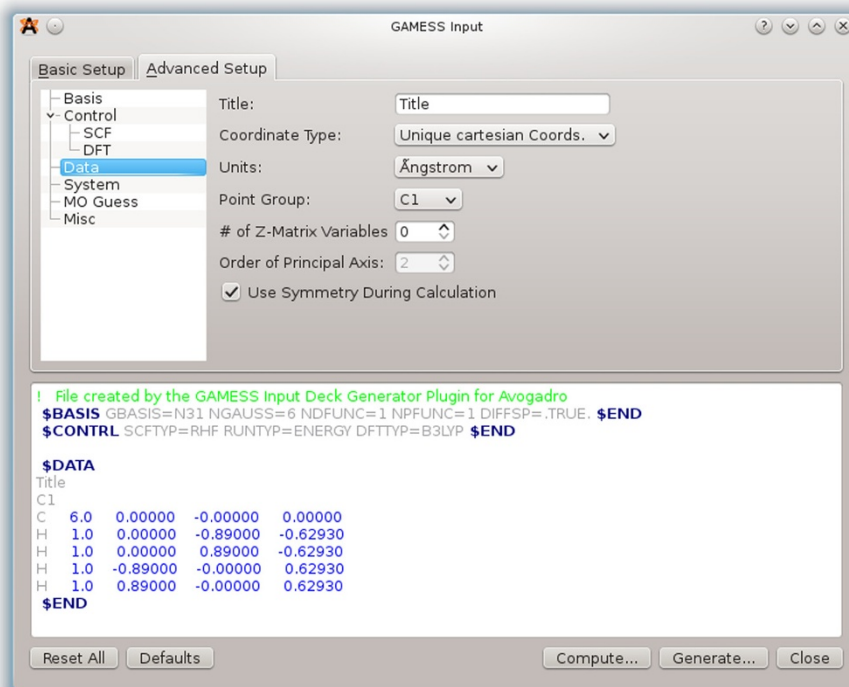 GAMESS Input
Basic Setup Advanced Setup
Basis
Control
SCF
DFT
Data
System
MO Guess
Misc
Title: Title
Coordinate Type: Unique cartesian Coords.
Units: Ångstrom
Point Group: C1
# of Z-Matrix Variables 0
Order of Principal Axis: 2
Use Symmetry During Calculation
! File created by the GAMESS Input Deck Generator Plugin for Avogadro
$BASIS GBASIS=N31 NGAUSS=6 NDFUNC=1 NPFUNC=1 DIFFSP=.TRUE. $END
$CONTRL SCFTYP=RHF RUNTYP=ENERGY DFTTYP=B3LYP $END
$DATA
Title
C1
C 6.0 0.00000 -0.00000 0.00000
H 1.0 0.00000 -0.89000 -0.62930
H 1.0 0.00000 0.89000 -0.62930
H 1.0 -0.89000 -0.00000 0.62930
H 1.0 0.89000 -0.00000 0.62930
$END
Reset All Defaults Compute... Generate... Close